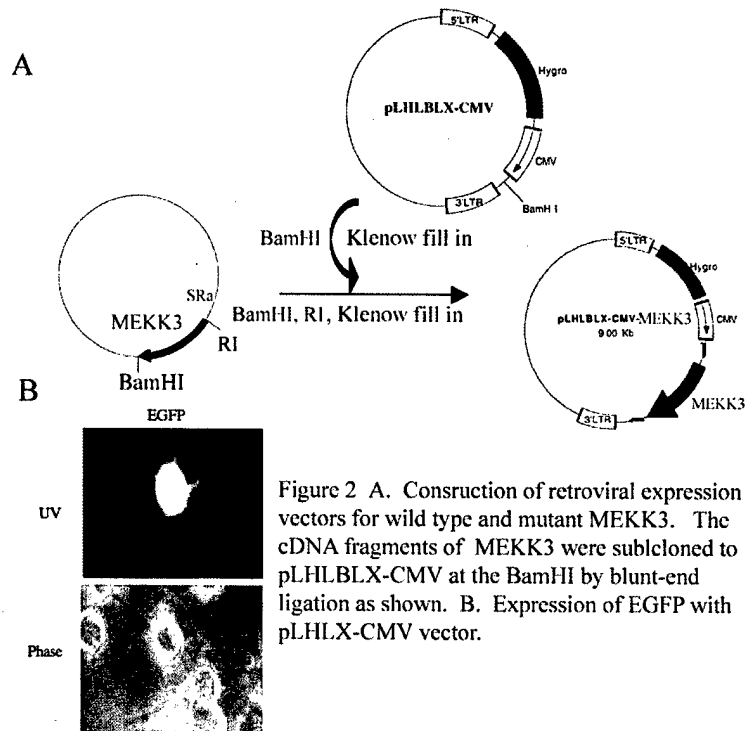 A
5'LTR
Hygro
pLHLBLX-CMV
CMV
3'LTR
BamH I
BamHI Klenow fill in
SRa
MEKK3
RI
BamHI
BamHI, RI, Klenow fill in
5'LTR
Hygro
pLHLBLX-CMV-MEKK3
9.00 Kb
CMV
MEKK3
3'LTR
B
EGFP
UV
Phase
Figure 2 A. Consruction of retroviral expression
vectors for wild type and mutant MEKK3. The
cDNA fragments of MEKK3 were sublcloned to
pLHLBLX-CMV at the BamHI by blunt-end
ligation as shown. B. Expression of EGFP with
pLHLX-CMV vector.